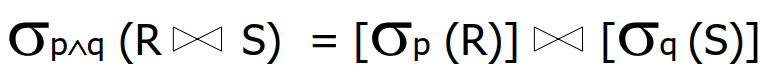 σp∧q (R ⋈ S) = [σp (R)] ⋈ [σq (S)]